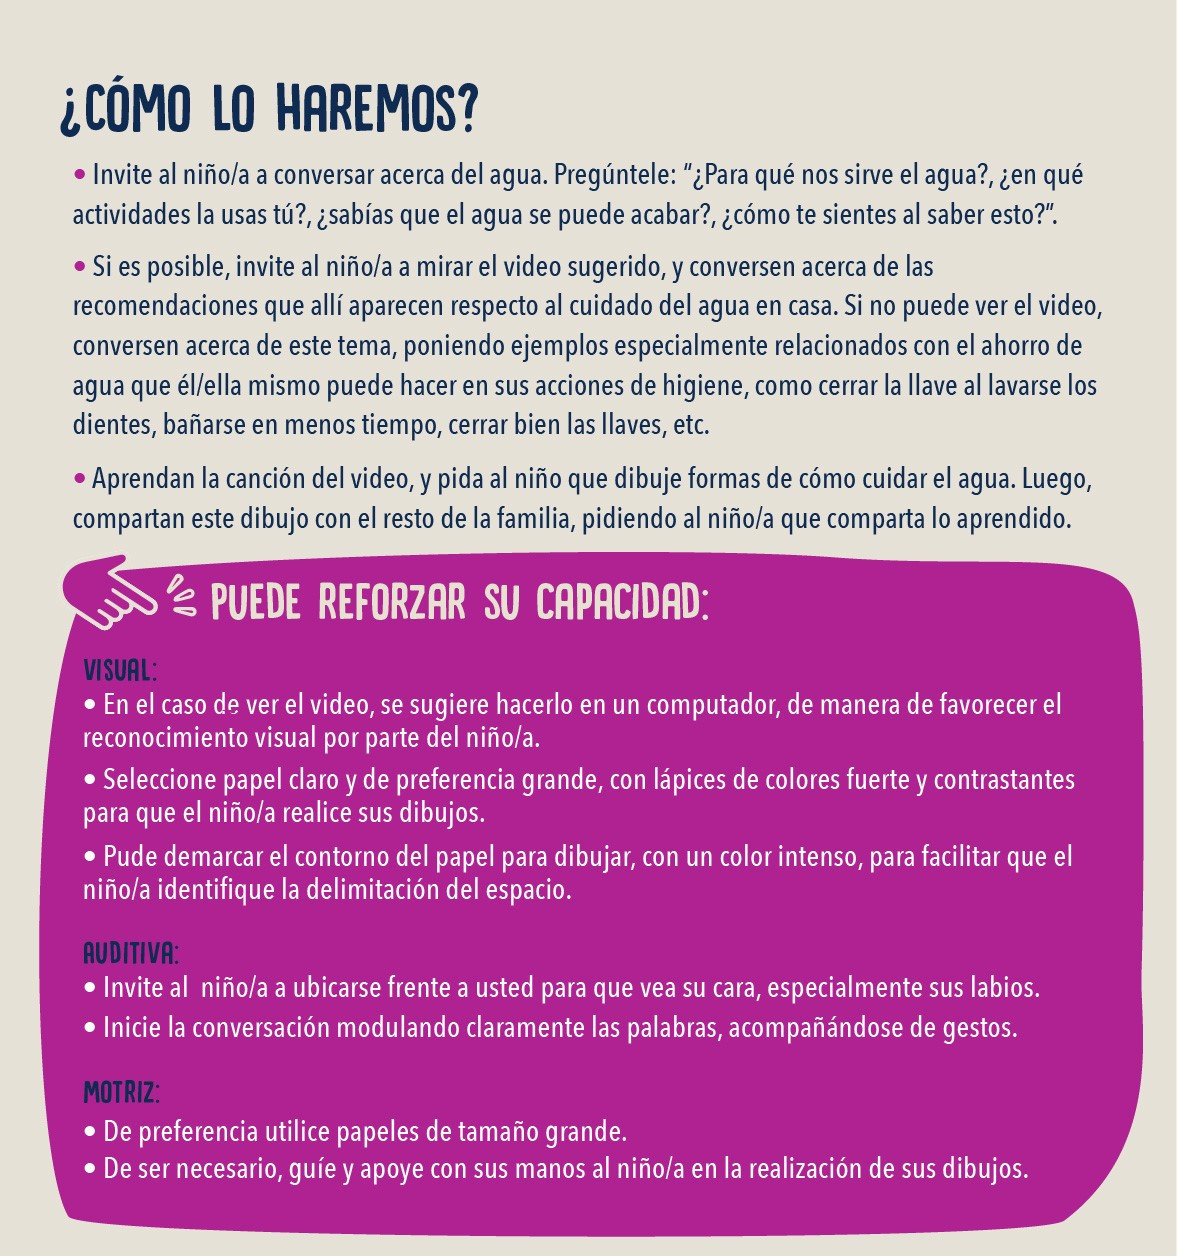 ¿CÓMO LO HAREMOS?
• Invite al niño/a a conversar acerca del agua. Pregúntele: “¿Para qué nos sirve el agua?, ¿en qué
actividades la usas tú?, ¿sabías que el agua se puede acabar?, ¿cómo te sientes al saber esto?”.
• Si es posible, invite al niño/a a mirar el video sugerido, y conversen acerca de las
recomendaciones que allí aparecen respecto al cuidado del agua en casa. Si no puede ver el video,
conversen acerca de este tema, poniendo ejemplos especialmente relacionados con el ahorro de
agua que él/ella mismo puede hacer en sus acciones de higiene, como cerrar la llave al lavarse los
dientes, bañarse en menos tiempo, cerrar bien las llaves, etc.
• Aprendan la canción del video, y pida al niño que dibuje formas de cómo cuidar el agua. Luego,
compartan este dibujo con el resto de la familia, pidiendo al niño/a que comparta lo aprendido.
PUEDE REFORZAR SU CAPACIDAD:
VISUAL:
• En el caso de ver el video, se sugiere hacerlo en un computador, de manera de favorecer el
reconocimiento visual por parte del niño/a.
• Seleccione papel claro y de preferencia grande, con lápices de colores fuerte y contrastantes
para que el niño/a realice sus dibujos.
• Pude demarcar el contorno del papel para dibujar, con un color intenso, para facilitar que el
niño/a identifique la delimitación del espacio.
AUDITIVA:
• Invite al  niño/a a ubicarse frente a usted para que vea su cara, especialmente sus labios.
• Inicie la conversación modulando claramente las palabras, acompañándose de gestos.
MOTRIZ:
• De preferencia utilice papeles de tamaño grande.
• De ser necesario, guíe y apoye con sus manos al niño/a en la realización de sus dibujos.